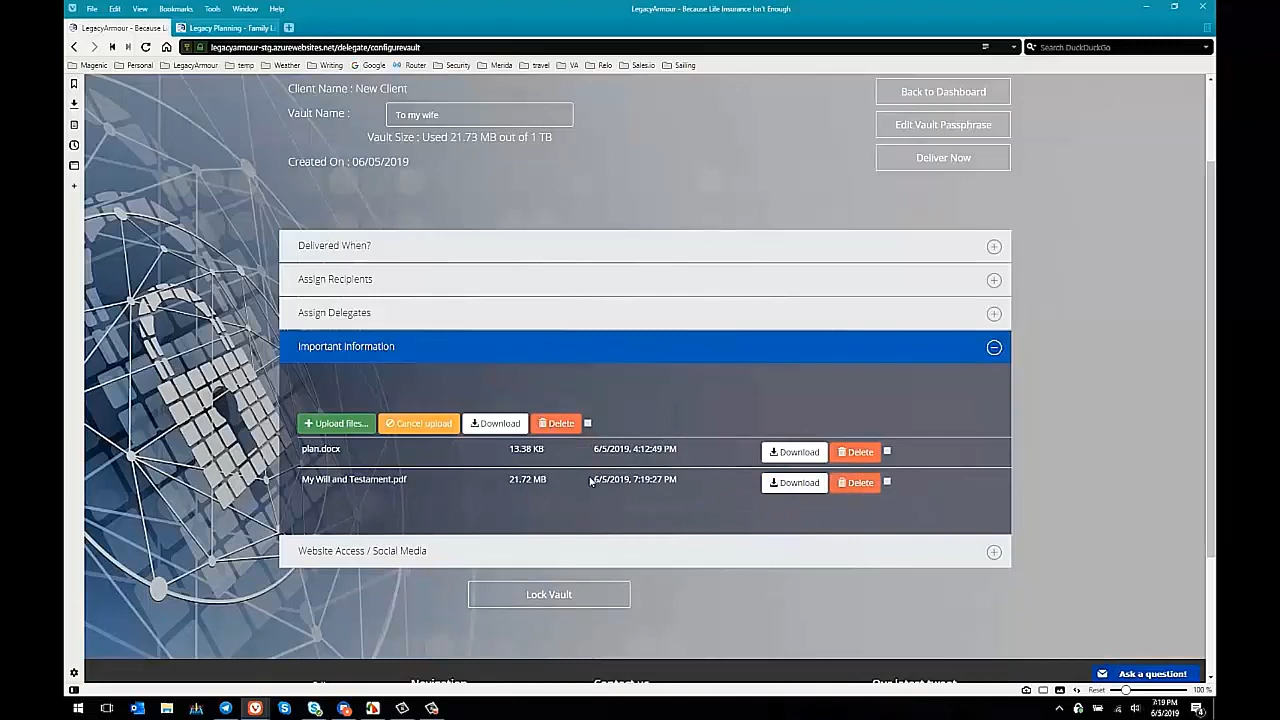 File Edit View Bookmarks Tools Window Help
LegacyArmour - Because Life Insurance Isn't Enough
LegacyArmour - Because L
Legacy Planning - Family L
legacyarmour-stg.azurewebsites.net/delegate/configurevault
Search DuckDuckGo
Magenic Personal LegacyArmour temp Weather Writing Google Router Security Merida travel VA Relo Sales.io Sailing
Client Name : New Client
Back to Dashboard
Vault Name : To my wife
Edit Vault Passphrase
Vault Size : Used 21.73 MB out of 1 TB
Deliver Now
Created On : 06/05/2019
Delivered When?
Assign Recipients
Assign Delegates
Important Information
Upload files... Cancel upload Download Delete
plan.docx 13.38 KB 6/5/2019, 4:12:49 PM Download Delete
My Will and Testament.pdf 21.72 MB 6/5/2019, 7:19:27 PM Download Delete
Website Access / Social Media
Lock Vault
Ask a question!
Navigation Contact us Our latest tweet
Reset 100 %
7:19 PM
6/5/2019